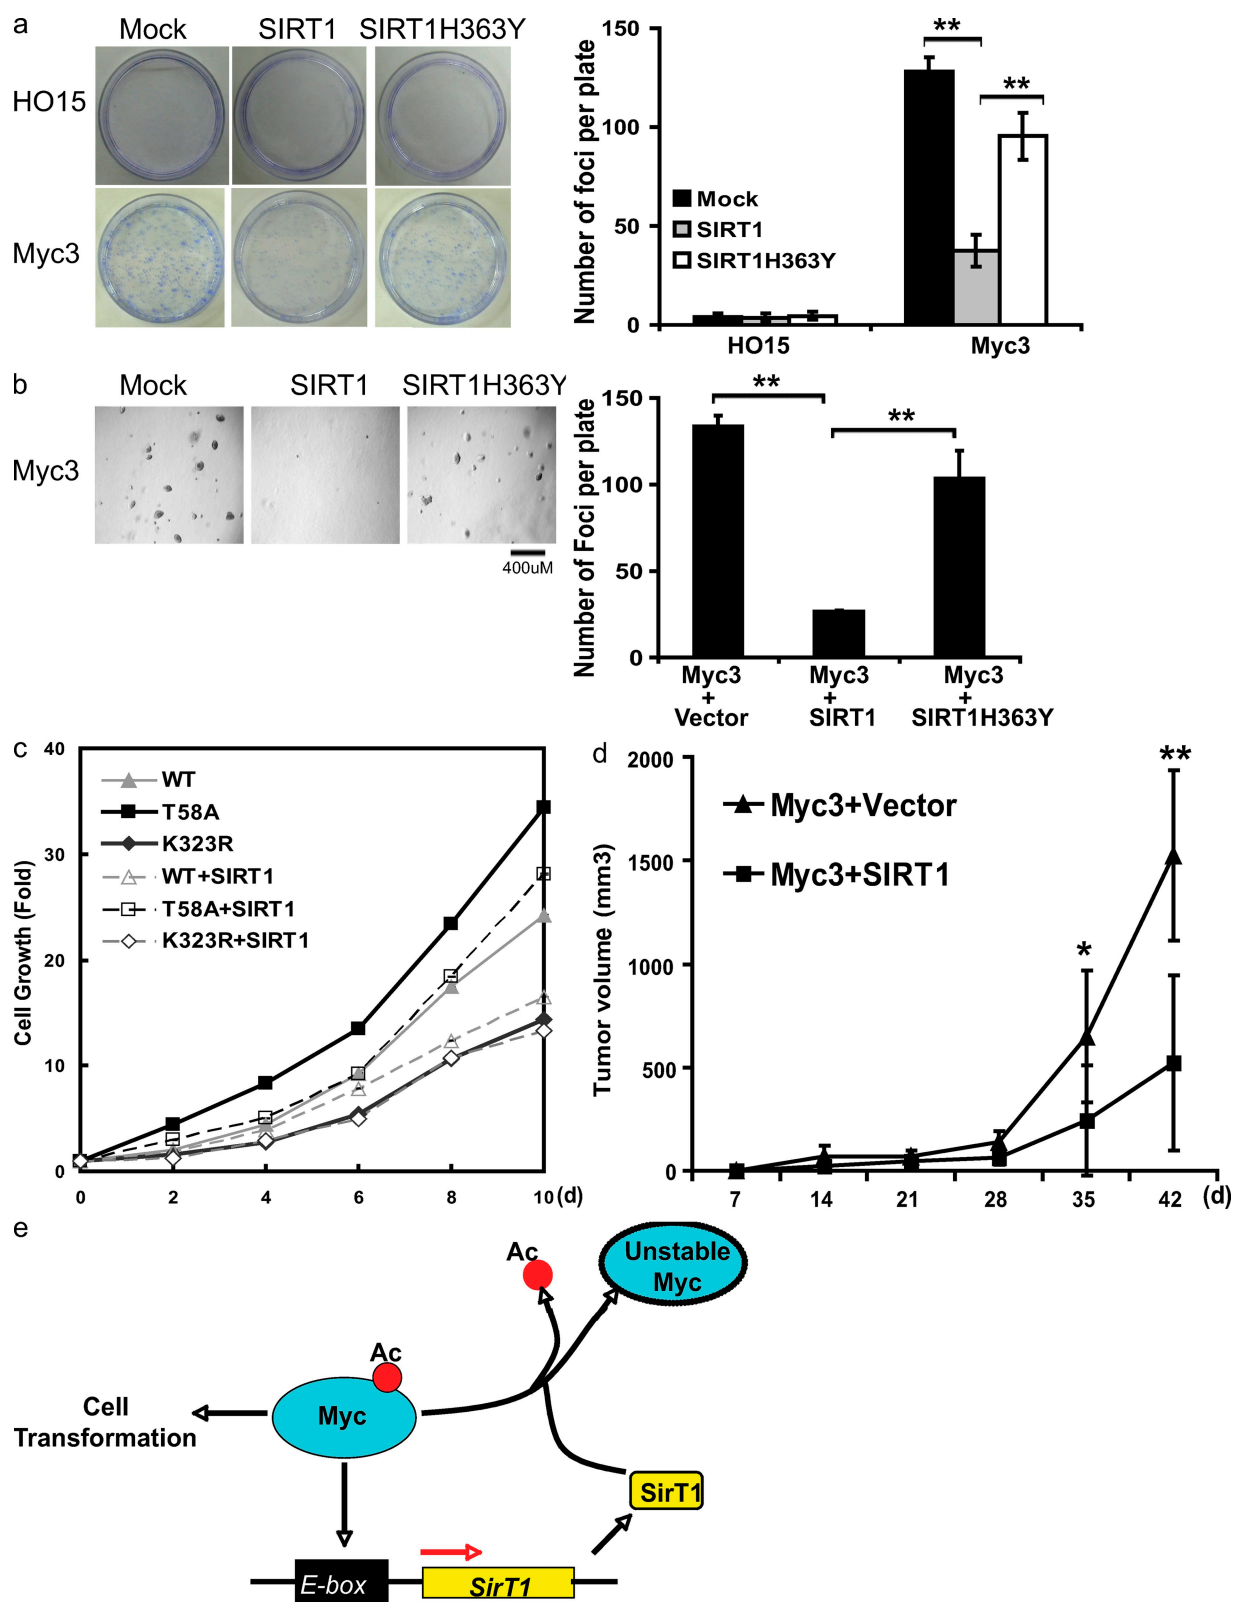 a
Mock SIRT1 SIRT1H363Y
HO15
Myc3
Number of foci per plate
150
100
50
0
Mock
SIRT1
SIRT1H363Y
**
**
HO15 Myc3
b
Mock SIRT1 SIRT1H363Y
Myc3
400uM
Number of Foci per plate
150
100
50
0
**
**
Myc3 Myc3 Myc3
+ + +
Vector SIRT1 SIRT1H363Y
c
Cell Growth (Fold)
40
30
20
10
0
WT
T58A
K323R
WT+SIRT1
T58A+SIRT1
K323R+SIRT1
0 2 4 6 8 10 (d)
d
Tumor volume (mm3)
2000
1500
1000
500
0
Myc3+Vector
Myc3+SIRT1
*
**
7 14 21 28 35 42 (d)
e
Ac
Unstable
Myc
Ac
Myc
Cell
Transformation
SirT1
E-box
SirT1